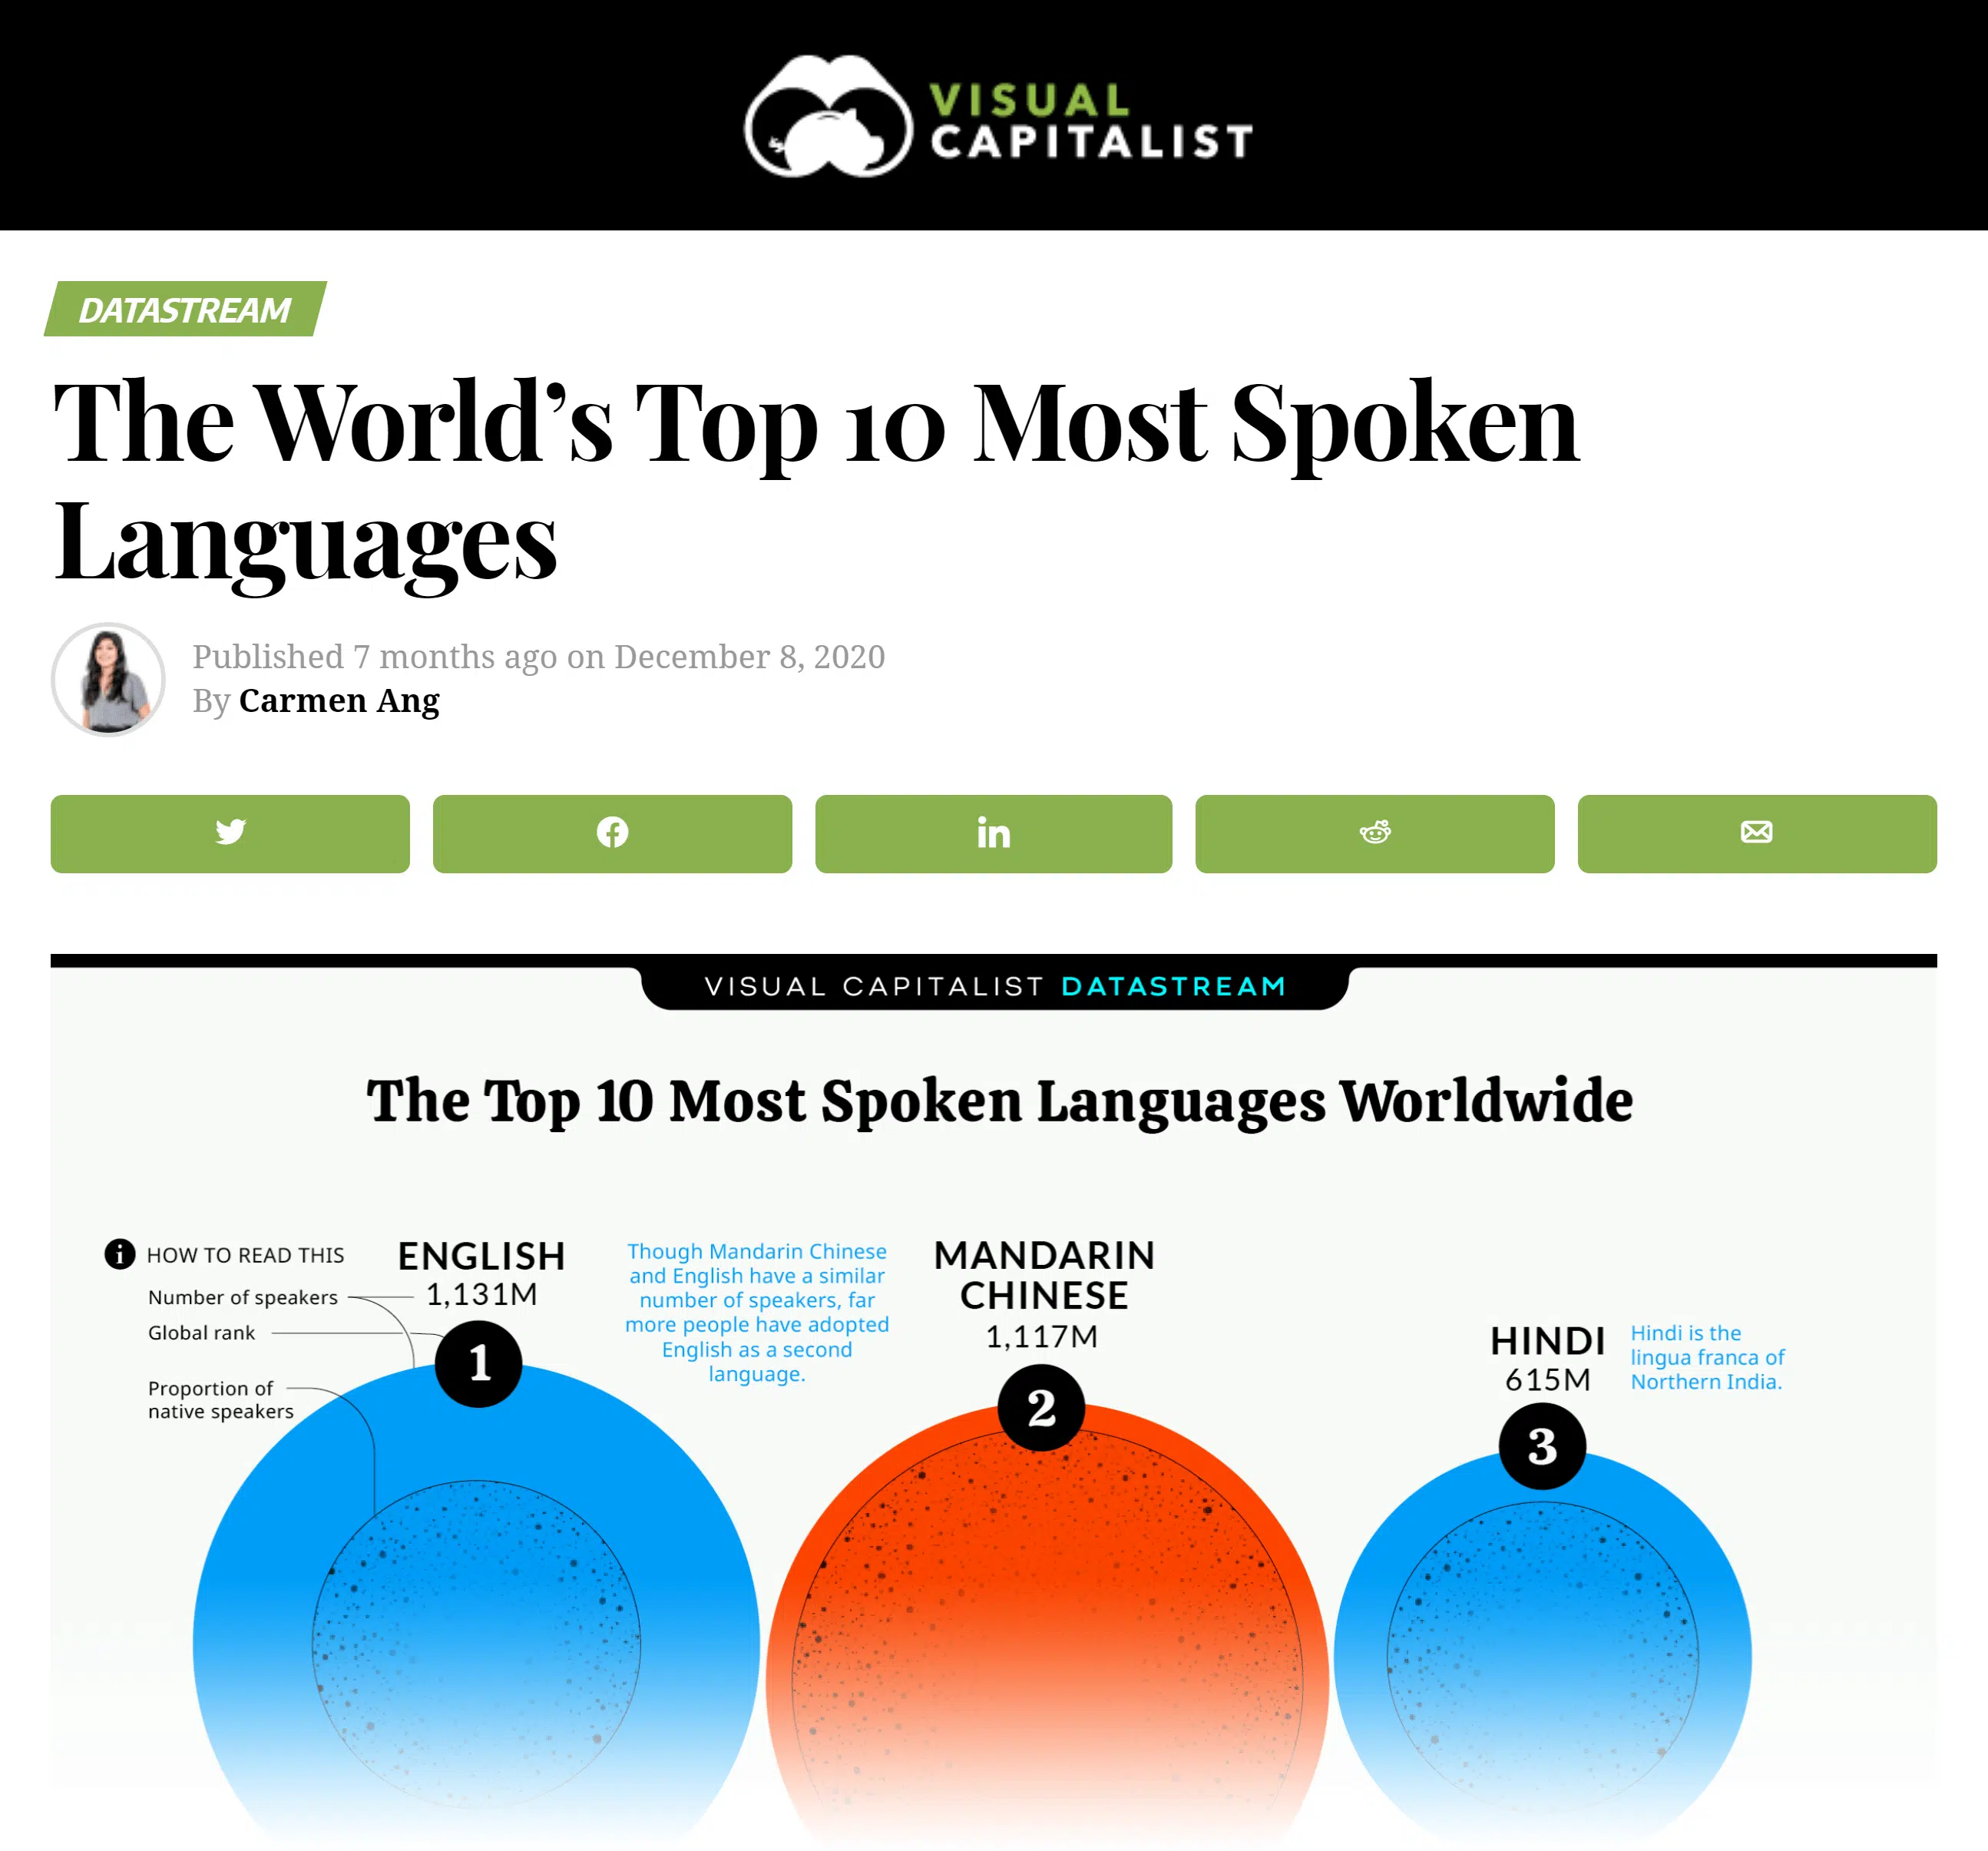 VISUAL
CAPITALIST
DATASTREAM
The World’s Top 10 Most Spoken
Languages
Published 7 months ago on December 8, 2020
By Carmen Ang
in
VISUAL CAPITALIST DATASTREAM
The Top 10 Most Spoken Languages Worldwide
i HOW TO READ THIS
Number of speakers
Global rank
Proportion of
native speakers
ENGLISH
1,131M
1
Though Mandarin Chinese
and English have a similar
number of speakers, far
more people have adopted
English as a second
language.
MANDARIN
CHINESE
1,117M
2
HINDI
615M
3
Hindi is the
lingua franca of
Northern India.